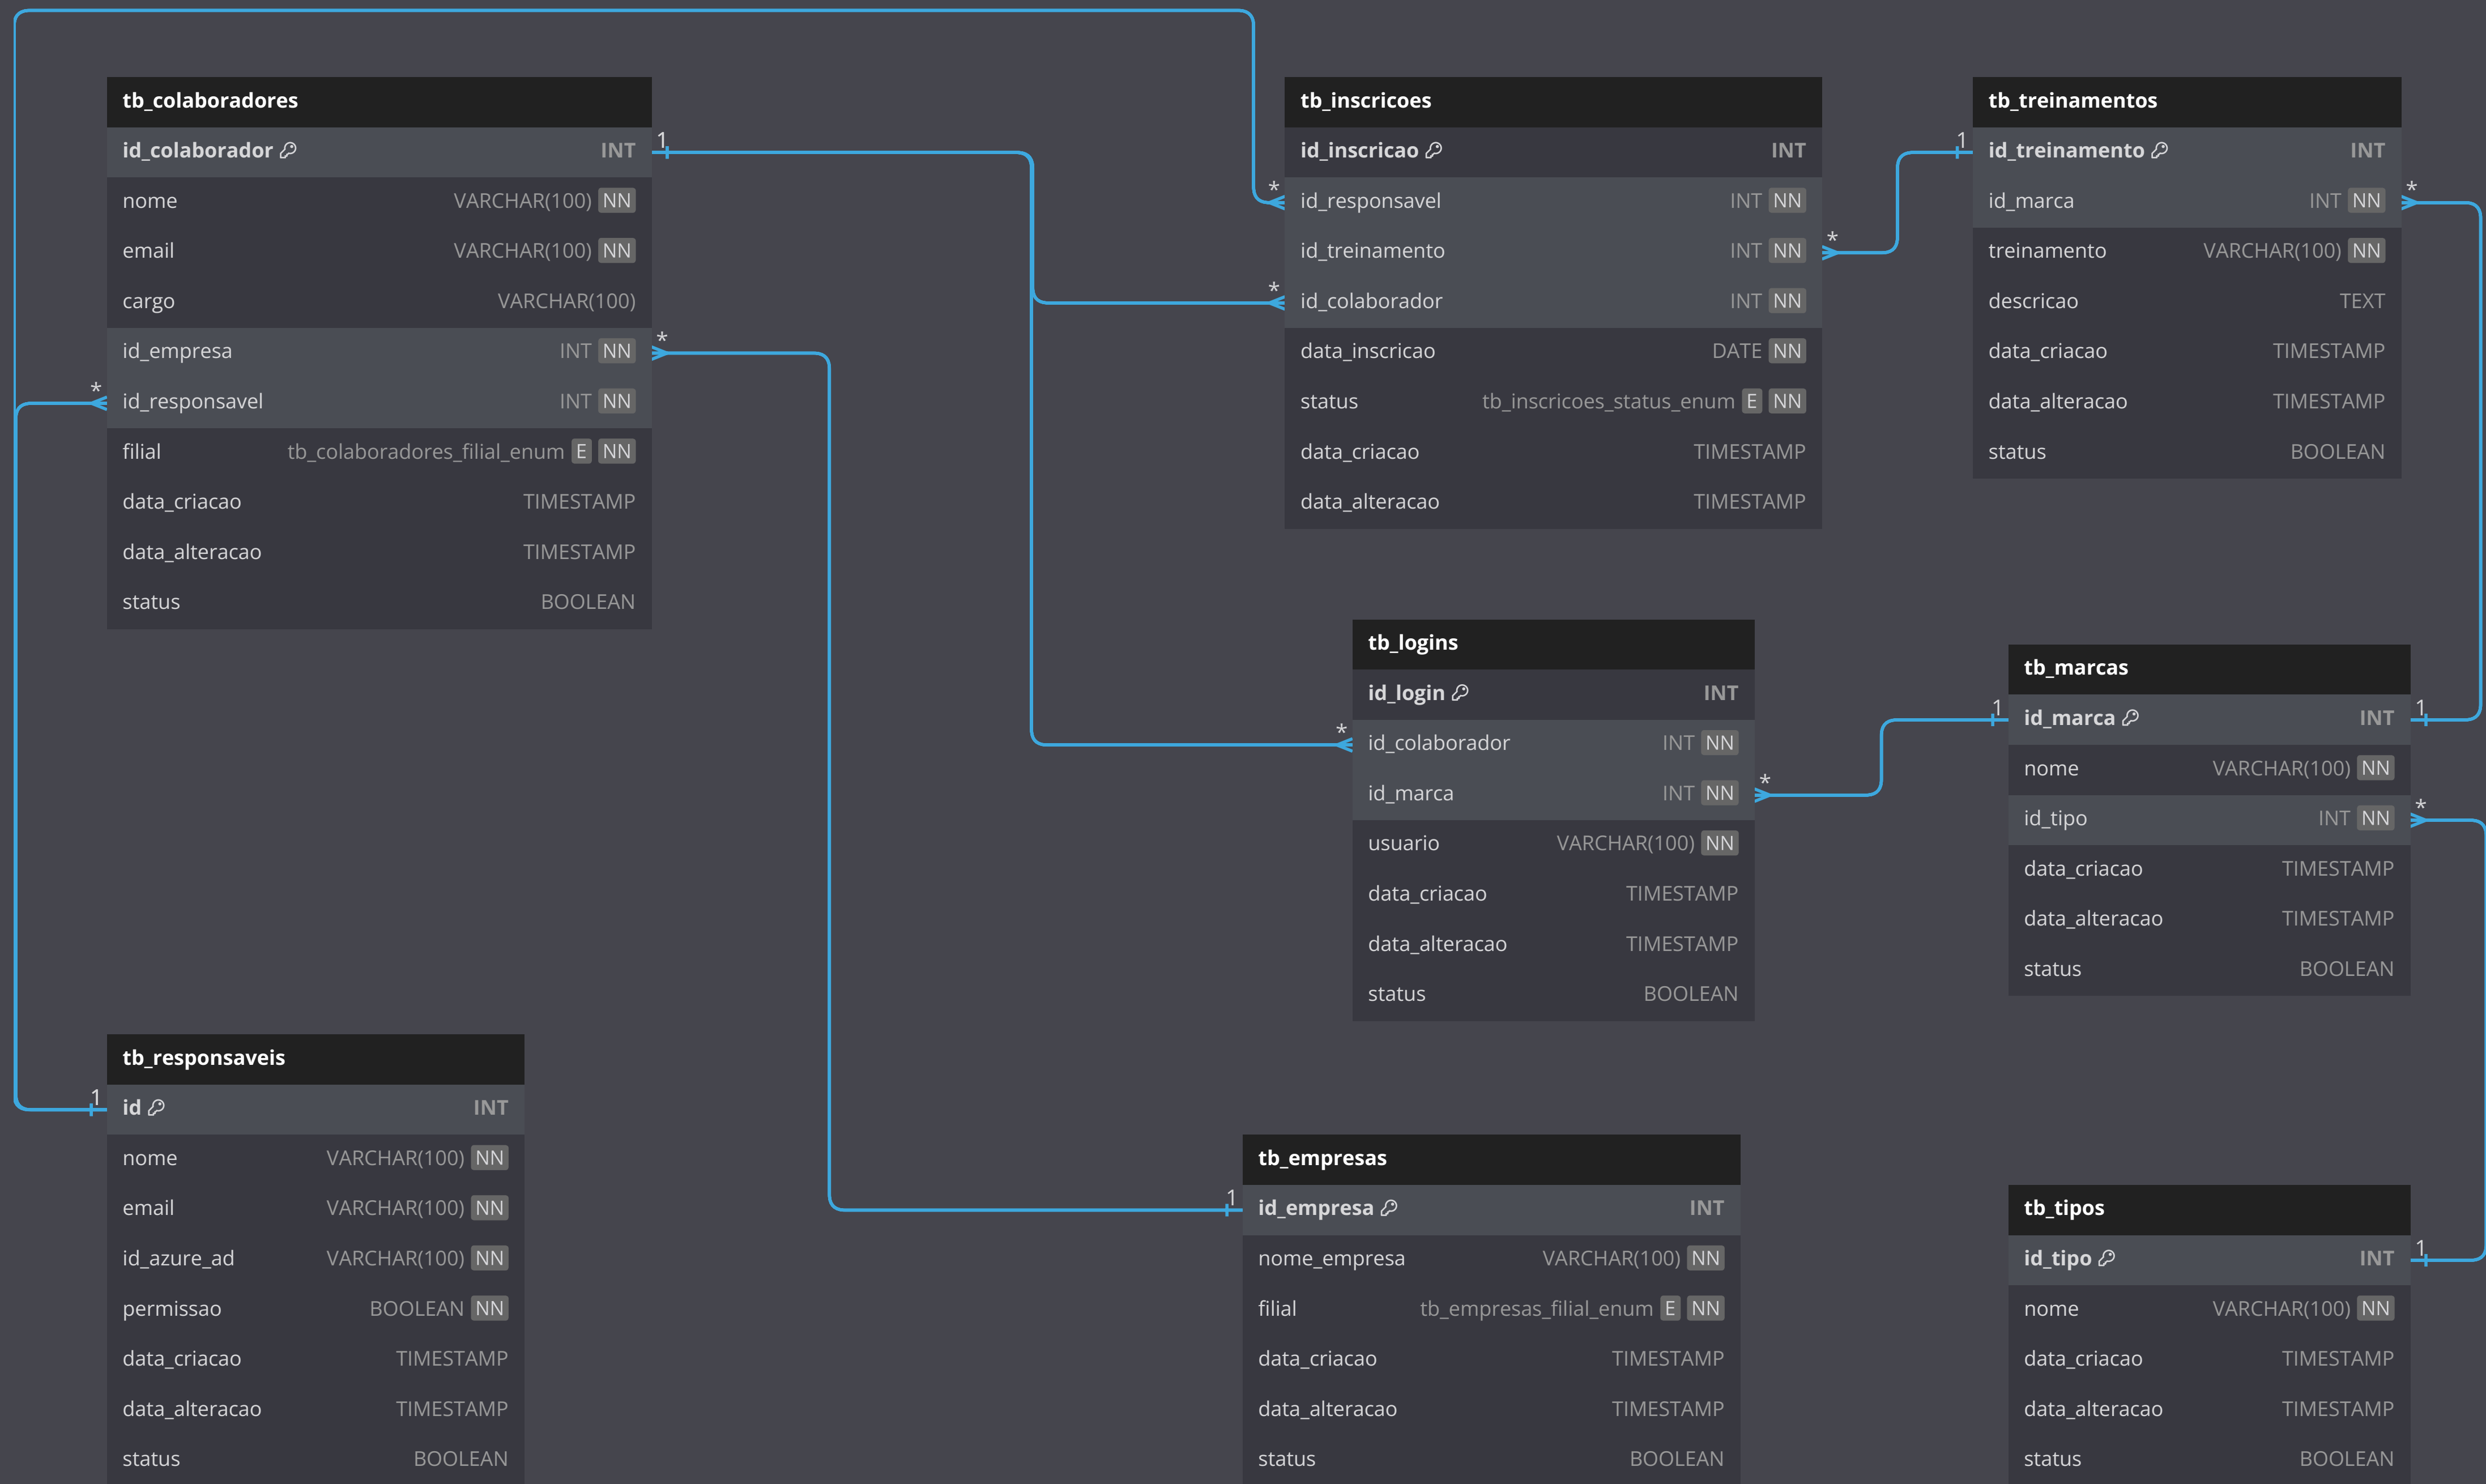 tb_colaboradores
id_colaborador INT
nome VARCHAR(100) NN
email VARCHAR(100) NN
cargo VARCHAR(100)
id_empresa INT NN
id_responsavel INT NN
filial tb_colaboradores_filial_enum E NN
data_criacao TIMESTAMP
data_alteracao TIMESTAMP
status BOOLEAN
1
*
*
tb_inscricoes
id_inscricao INT
id_responsavel INT NN
id_treinamento INT NN
id_colaborador INT NN
data_inscricao DATE NN
status tb_inscricoes_status_enum E NN
data_criacao TIMESTAMP
data_alteracao TIMESTAMP
*
*
*
tb_treinamentos
id_treinamento INT
id_marca INT NN
treinamento VARCHAR(100) NN
descricao TEXT
data_criacao TIMESTAMP
data_alteracao TIMESTAMP
status BOOLEAN
1
*
tb_logins
id_login INT
id_colaborador INT NN
id_marca INT NN
usuario VARCHAR(100) NN
data_criacao TIMESTAMP
data_alteracao TIMESTAMP
status BOOLEAN
*
*
tb_marcas
id_marca INT
nome VARCHAR(100) NN
id_tipo INT NN
data_criacao TIMESTAMP
data_alteracao TIMESTAMP
status BOOLEAN
1
1
*
tb_responsaveis
id INT
nome VARCHAR(100) NN
email VARCHAR(100) NN
id_azure_ad VARCHAR(100) NN
permissao BOOLEAN NN
data_criacao TIMESTAMP
data_alteracao TIMESTAMP
status BOOLEAN
1
tb_empresas
id_empresa INT
nome_empresa VARCHAR(100) NN
filial tb_empresas_filial_enum E NN
data_criacao TIMESTAMP
data_alteracao TIMESTAMP
status BOOLEAN
1
tb_tipos
id_tipo INT
nome VARCHAR(100) NN
data_criacao TIMESTAMP
data_alteracao TIMESTAMP
status BOOLEAN
1